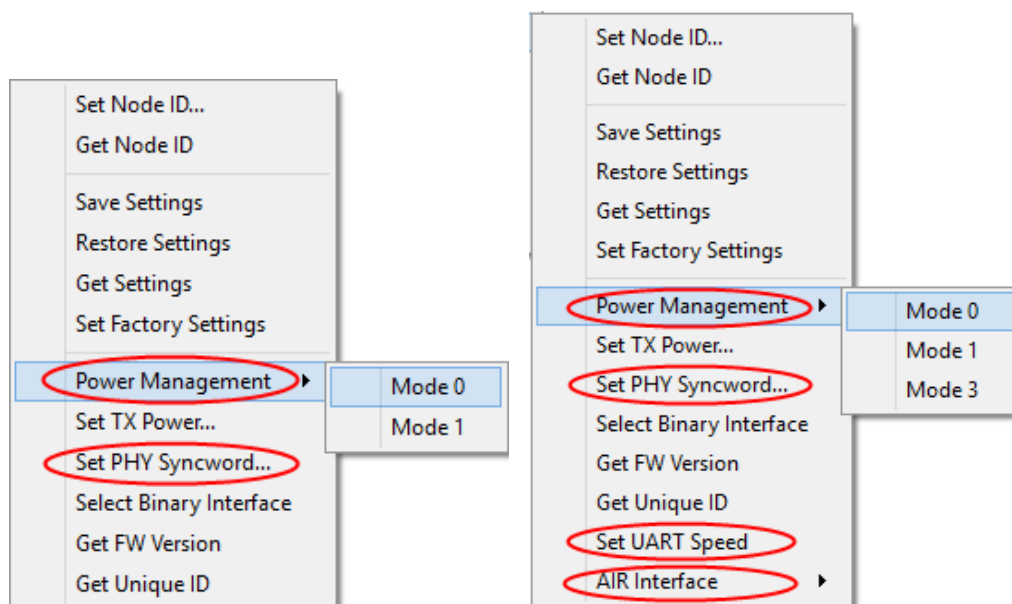 Set Node ID...
Get Node ID
Save Settings
Restore Settings
Get Settings
Set Factory Settings
Power Management
Mode 0
Mode 1
Set TX Power...
Set PHY Syncword...
Select Binary Interface
Get FW Version
Get Unique ID
Set Node ID...
Get Node ID
Save Settings
Restore Settings
Get Settings
Set Factory Settings
Power Management
Mode 0
Mode 1
Mode 3
Set TX Power...
Set PHY Syncword...
Select Binary Interface
Get FW Version
Get Unique ID
Set UART Speed
AIR Interface